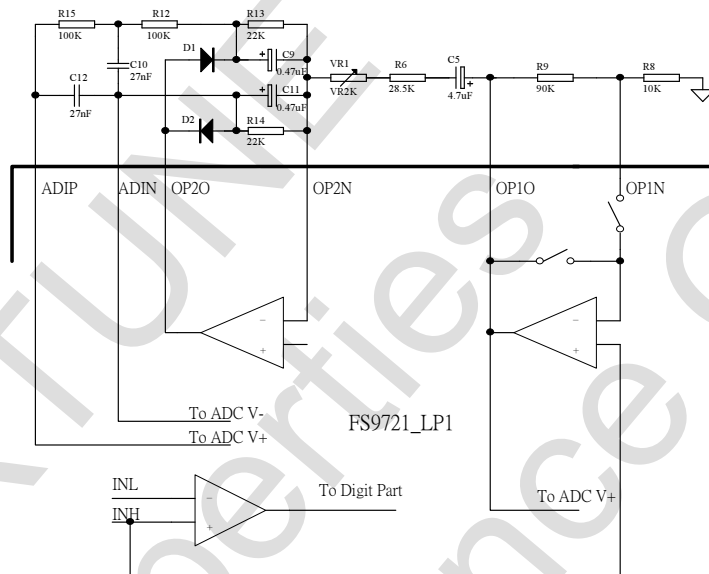 R15
100K
R12
100K
R13
22K
D1
+
C9
0.47uF
C10
27nF
C12
27nF
+
C11
0.47uF
D2
R14
22K
VR1
VR2K
R6
28.5K
C5
+
4.7uF
R9
90K
R8
10K
ADIP
ADIN
OP2O
OP2N
OP1O
OP1N
−
+
−
+
To ADC V-
To ADC V+
FS9721_LP1
INL
INH
−
+
To Digit Part
To ADC V+